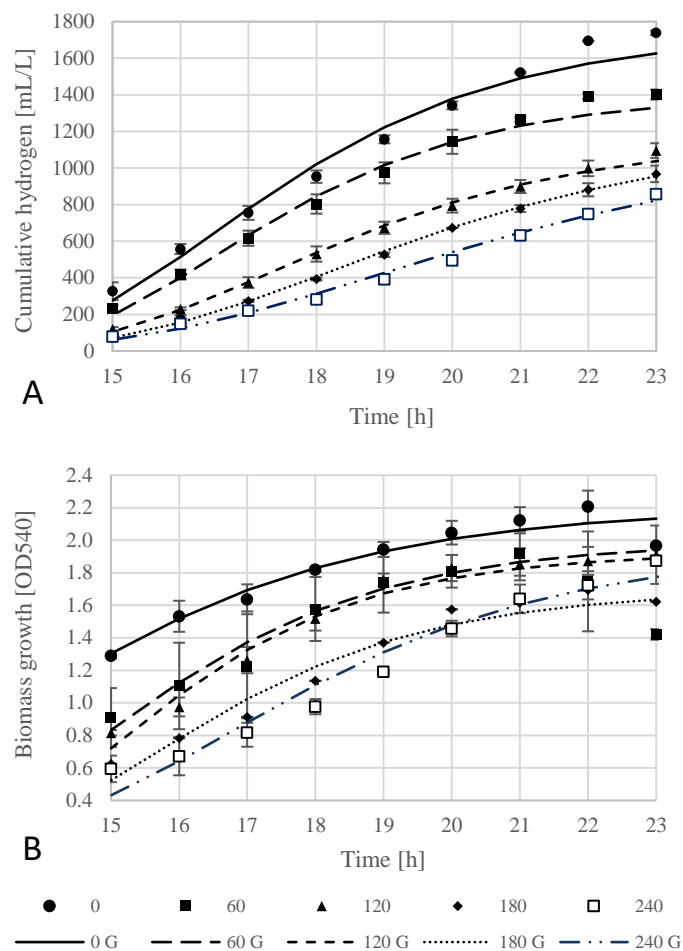 Cumulative hydrogen [mL/L]
1800
1600
1400
1200
1000
800
600
400
200
0
15 16 17 18 19 20 21 22 23
A
Time [h]
Biomass growth [OD540]
2.4
2.2
2.0
1.8
1.6
1.4
1.2
1.0
0.8
0.6
0.4
15 16 17 18 19 20 21 22 23
B
Time [h]
0 60 120 180 240
0 G 60 G 120 G 180 G 240 G